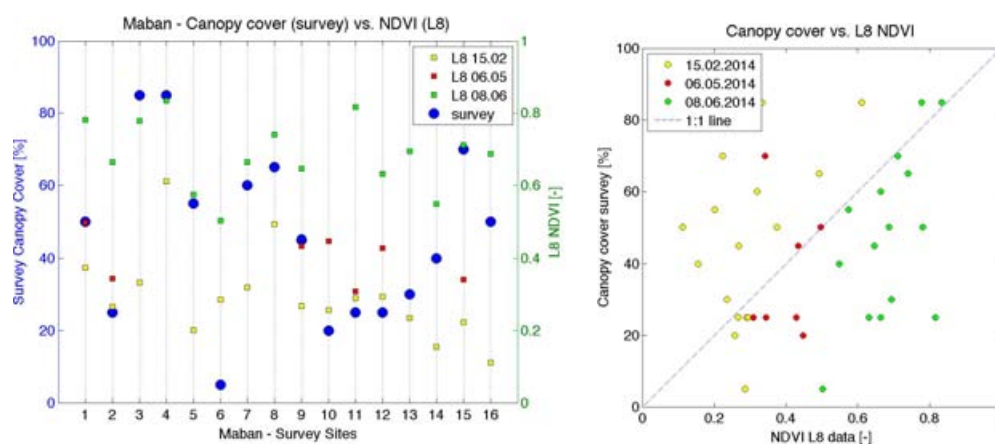 Maban - Canopy cover (survey) vs. NDVI (L8)
100
80
60
40
20
0
Survey Canopy Cover [%]
1
0.8
0.6
0.4
0.2
0
L8 NDVI [-]
L8 15.02
L8 06.05
L8 08.06
survey
1 2 3 4 5 6 7 8 9 10 11 12 13 14 15 16
Maban - Survey Sites
Canopy cover vs. L8 NDVI
100
80
60
40
20
0
Canopy cover survey [%]
15.02.2014
06.05.2014
08.06.2014
1:1 line
0 0.2 0.4 0.6 0.8
NDVI L8 data [-]